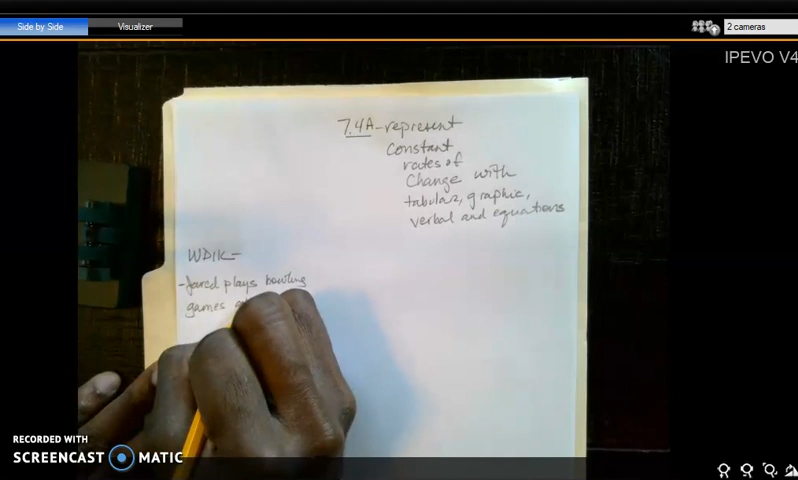 Side by Side
Visualizer
2 cameras
IPEVO V4
7.4A-represent
constant
rates of
change with
tabular, graphic,
verbal and equations
WDIK-
-Jared plays bowling
games
RECORDED WITH
SCREENCAST MATIC